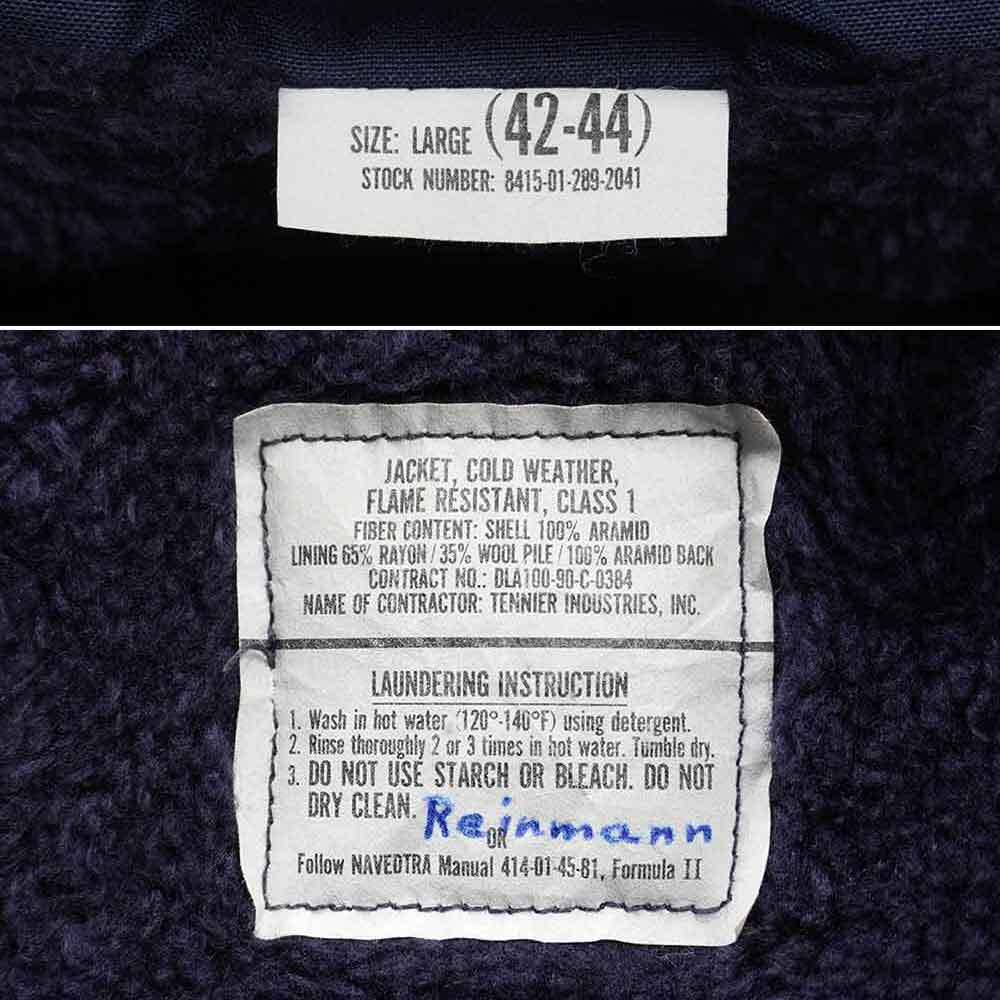 SIZE: LARGE (42-44)
STOCK NUMBER: 8415-01-289-2041
JACKET, COLD WEATHER,
FLAME RESISTANT, CLASS 1
FIBER CONTENT: SHELL 100% ARAMID
LINING 65% RAYON / 35% WOOL PILE / 100% ARAMID BACK
CONTRACT NO.: DLA100-90-C-0384
NAME OF CONTRACTOR: TENNIER INDUSTRIES, INC.
LAUNDERING INSTRUCTION
1. Wash in hot water (120°-140°F) using detergent.
2. Rinse thoroughly 2 or 3 times in hot water. Tumble dry.
3. DO NOT USE STARCH OR BLEACH. DO NOT
DRY CLEAN.
Reinmann
OR
Follow NAVEDTRA Manual 414-01-45-81, Formula II